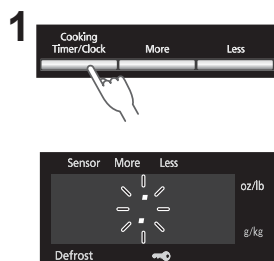 1
Cooking
Timer/Clock More Less
Sensor More Less
oz/lb
g/kg
Defrost